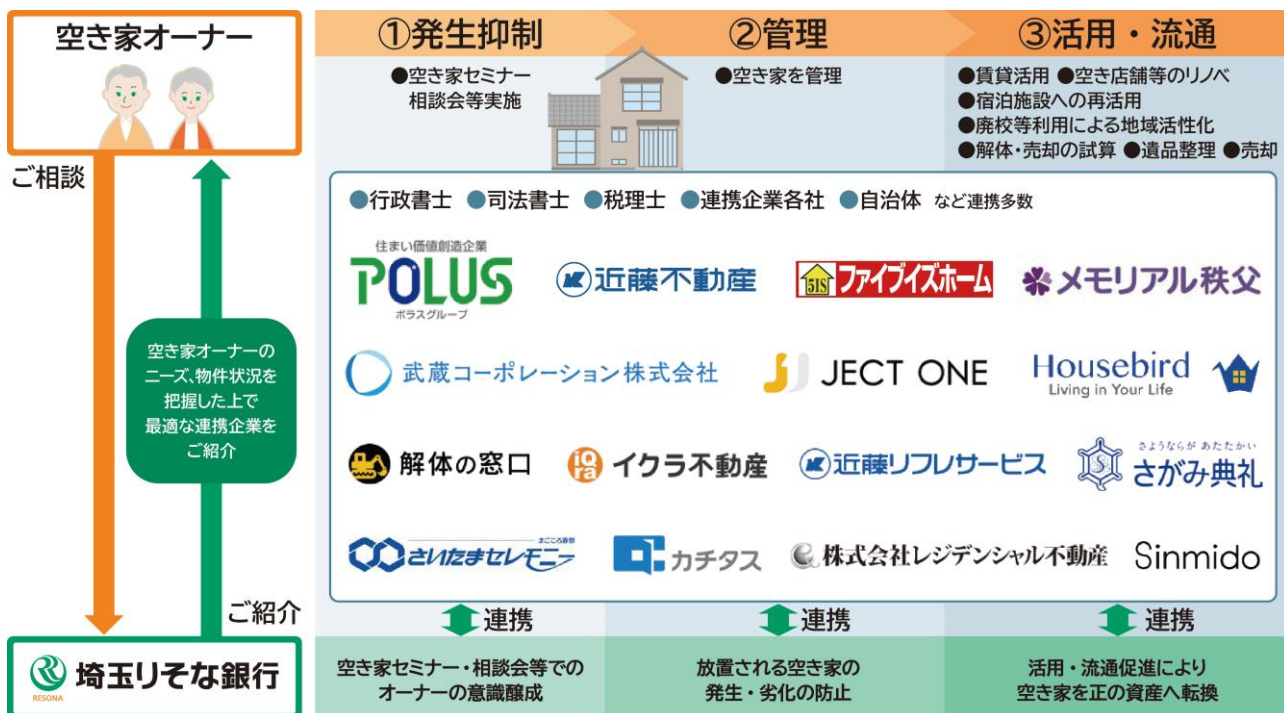 空き家オーナー
ご相談
空き家オーナーの
ニーズ、物件状況を
把握した上で
最適な連携企業を
ご紹介
ご紹介
RESONA
埼玉りそな銀行
①発生抑制
●空き家セミナー
相談会等実施
②管理
●空き家を管理
③活用・流通
●賃貸活用 ●空き店舗等のリノベ
●宿泊施設への再活用
●廃校等利用による地域活性化
●解体・売却の試算 ●遺品整理 ●売却
●行政書士 ●司法書士 ●税理士 ●連携企業各社 ●自治体 など連携多数
住まい価値創造企業
POLUS
ポラスグループ
近藤不動産
5IS ファイブイズホーム
メモリアル秩父
武蔵コーポレーション株式会社
JECT ONE
Housebird
Living in Your Life
解体の窓口
iQra イクラ不動産
近藤リフレサービス
さようならが あたたかい
さがみ典礼
まごころ葬祭
さいたまセレモニー
カチタス
株式会社レジデンシャル不動産
Sinmido
連携
連携
連携
空き家セミナー・相談会等での
オーナーの意識醸成
放置される空き家の
発生・劣化の防止
活用・流通促進により
空き家を正の資産へ転換